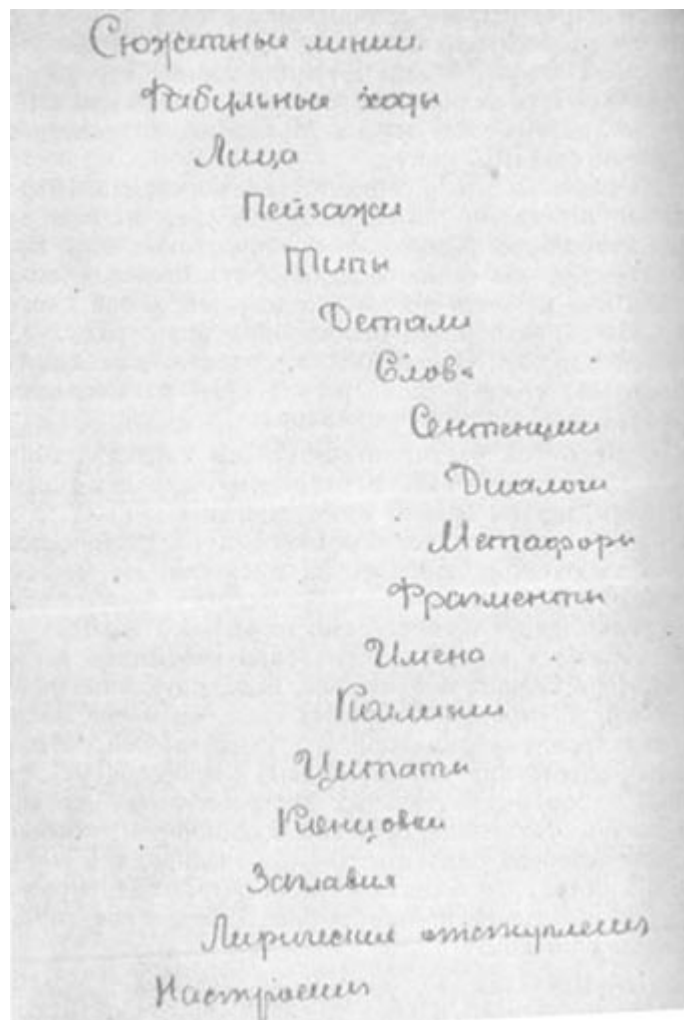 Сюжетные линии
Фабульные ходы
Лица
Пейзажи
Типы
Детали
Слова
Сентенции
Диалоги
Метафоры
Фрагменты
Имена
Комизмы
Цитаты
Концовки
Заглавия
Лирические отступления
Настроения